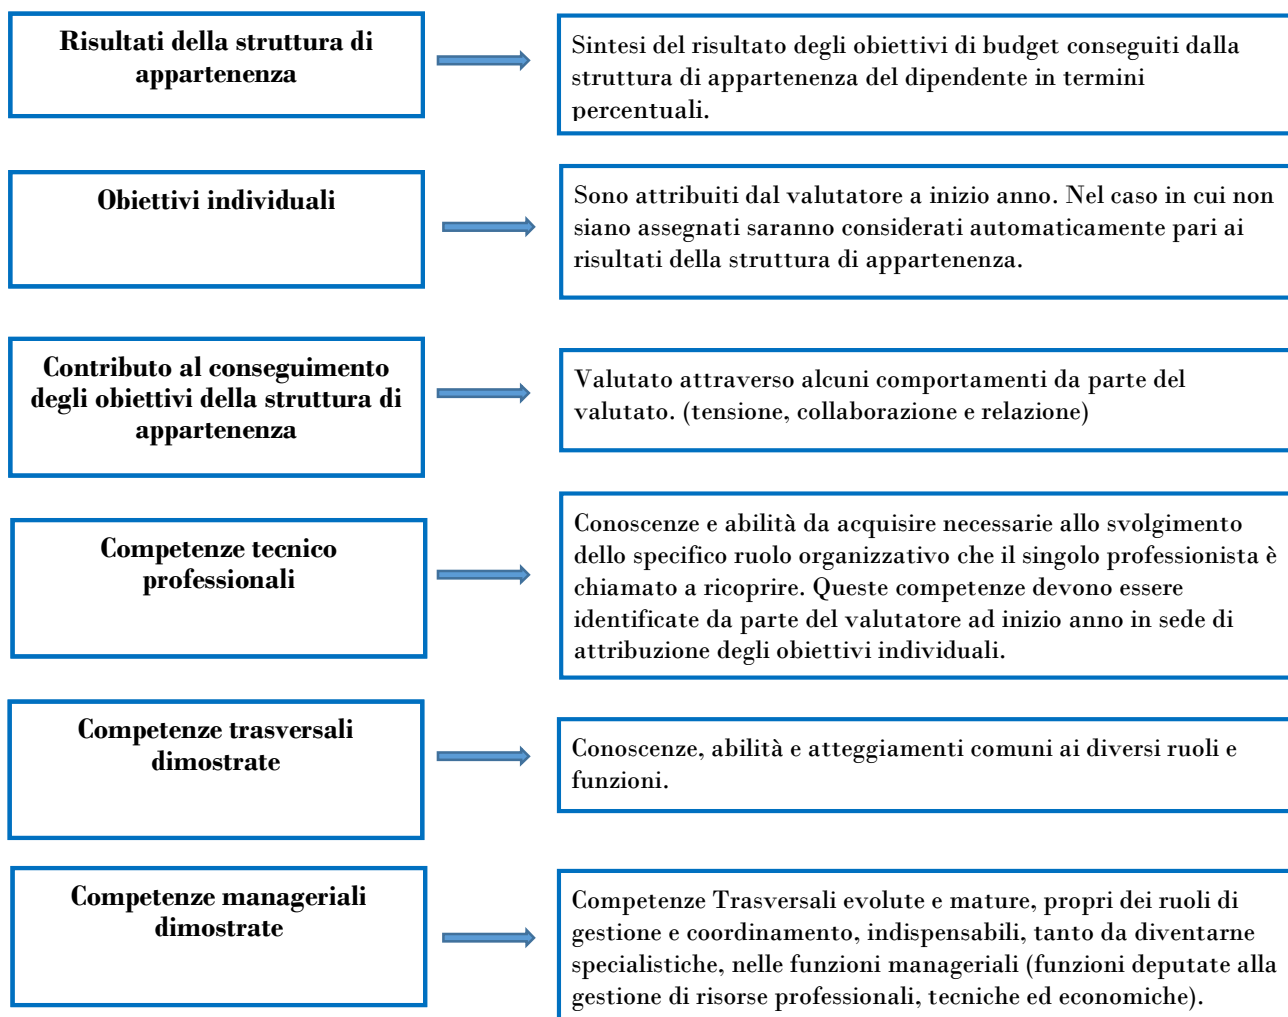 Risultati della struttura di
appartenenza
Sintesi del risultato degli obiettivi di budget conseguiti dalla
struttura di appartenenza del dipendente in termini
percentuali.
Obiettivi individuali
Sono attribuiti dal valutatore a inizio anno. Nel caso in cui non
siano assegnati saranno considerati automaticamente pari ai
risultati della struttura di appartenenza.
Contributo al conseguimento
degli obiettivi della struttura di
appartenenza
Valutato attraverso alcuni comportamenti da parte del
valutato. (tensione, collaborazione e relazione)
Competenze tecnico
professionali
Conoscenze e abilità da acquisire necessarie allo svolgimento
dello specifico ruolo organizzativo che il singolo professionista è
chiamato a ricoprire. Queste competenze devono essere
identificate da parte del valutatore ad inizio anno in sede di
attribuzione degli obiettivi individuali.
Competenze trasversali
dimostrate
Conoscenze, abilità e atteggiamenti comuni ai diversi ruoli e
funzioni.
Competenze manageriali
dimostrate
Competenze Trasversali evolute e mature, propri dei ruoli di
gestione e coordinamento, indispensabili, tanto da diventarne
specialistiche, nelle funzioni manageriali (funzioni deputate alla
gestione di risorse professionali, tecniche ed economiche).